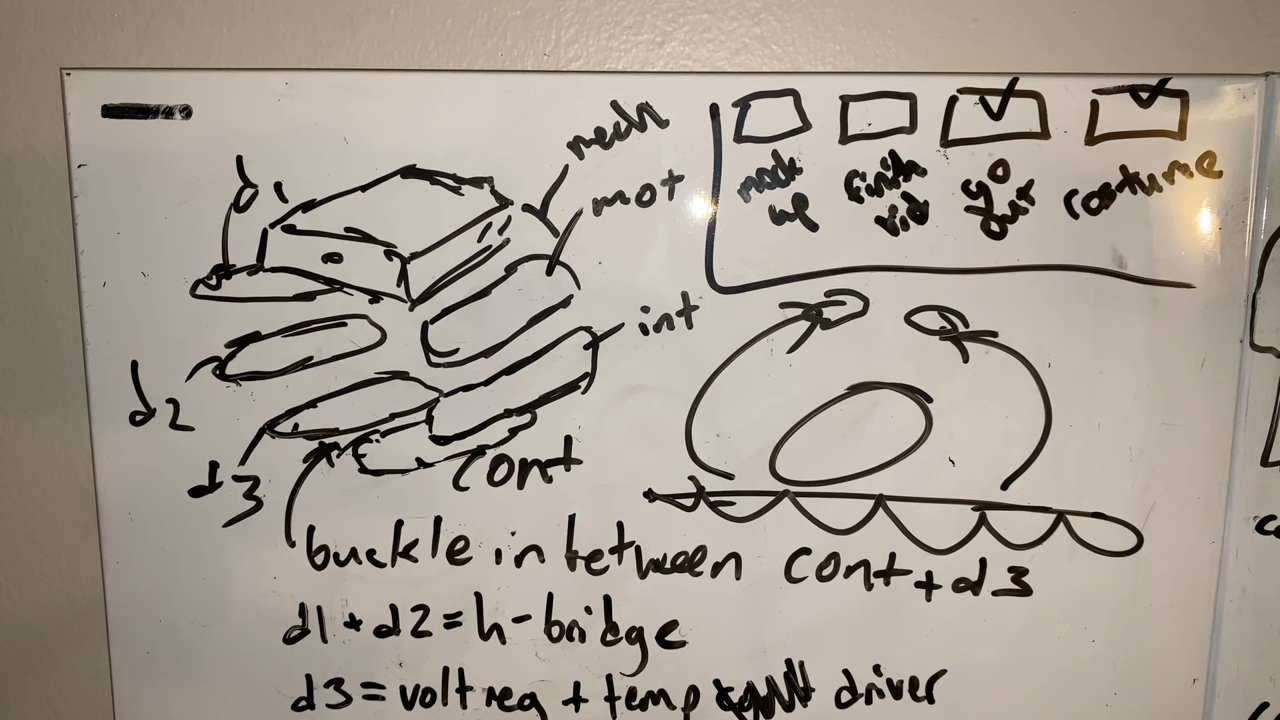 d1
mech
mot
int
d2
d3
cont
buckle in between cont + d3
d1 + d2 = h-bridge
d3 = volt reg + temp driver
mock
up
finish
vid
go
out
costume